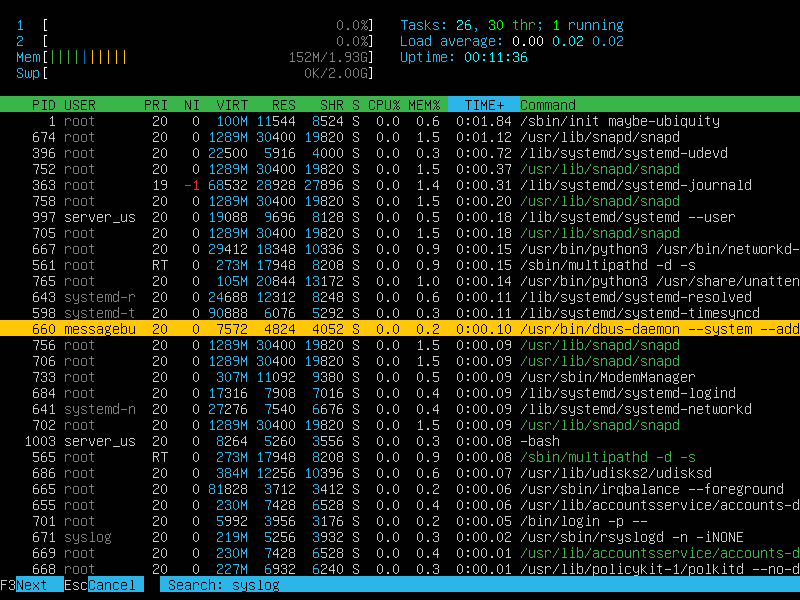 1 [ 0.0%] Tasks: 26, 30 thr; 1 running
2 [ 0.0%] Load average: 0.00 0.02 0.02
Mem[|||||||||||||| 152M/1.93G] Uptime: 00:11:36
Swp[ 0K/2.00G]
PID USER PRI NI VIRT RES SHR S CPU% MEM% TIME+ Command
1 root 20 0 100M 11544 8524 S 0.0 0.6 0:01.84 /sbin/init maybe-ubiquity
674 root 20 0 1289M 30400 19820 S 0.0 1.5 0:01.12 /usr/lib/snapd/snapd
396 root 20 0 22500 5916 4000 S 0.0 0.3 0:00.72 /lib/systemd/systemd-udevd
752 root 20 0 1289M 30400 19820 S 0.0 1.5 0:00.37 /usr/lib/snapd/snapd
363 root 19 -1 68532 28928 27896 S 0.0 1.4 0:00.31 /lib/systemd/systemd-journald
758 root 20 0 1289M 30400 19820 S 0.0 1.5 0:00.20 /usr/lib/snapd/snapd
997 server_us 20 0 19088 9696 8128 S 0.0 0.5 0:00.18 /lib/systemd/systemd --user
705 root 20 0 1289M 30400 19820 S 0.0 1.5 0:00.18 /usr/lib/snapd/snapd
667 root 20 0 29412 18348 10336 S 0.0 0.9 0:00.15 /usr/bin/python3 /usr/bin/networkd-
561 root RT 0 273M 17948 8208 S 0.0 0.9 0:00.15 /sbin/multipathd -d -s
765 root 20 0 105M 20844 13172 S 0.0 1.0 0:00.14 /usr/bin/python3 /usr/share/unatten
643 systemd-r 20 0 24688 12312 8248 S 0.0 0.6 0:00.11 /lib/systemd/systemd-resolved
598 systemd-t 20 0 90888 6076 5292 S 0.0 0.3 0:00.11 /lib/systemd/systemd-timesyncd
660 messagebu 20 0 7572 4824 4052 S 0.0 0.2 0:00.10 /usr/bin/dbus-daemon --system --add
756 root 20 0 1289M 30400 19820 S 0.0 1.5 0:00.09 /usr/lib/snapd/snapd
706 root 20 0 1289M 30400 19820 S 0.0 1.5 0:00.09 /usr/lib/snapd/snapd
733 root 20 0 307M 11092 9380 S 0.0 0.5 0:00.09 /usr/sbin/ModemManager
684 root 20 0 17316 7908 7016 S 0.0 0.4 0:00.09 /lib/systemd/systemd-logind
641 systemd-n 20 0 27276 7540 6676 S 0.0 0.4 0:00.09 /lib/systemd/systemd-networkd
702 root 20 0 1289M 30400 19820 S 0.0 1.5 0:00.09 /usr/lib/snapd/snapd
1003 server_us 20 0 8264 5260 3556 S 0.0 0.3 0:00.08 -bash
565 root RT 0 273M 17948 8208 S 0.0 0.9 0:00.08 /sbin/multipathd -d -s
686 root 20 0 384M 12256 10396 S 0.0 0.6 0:00.07 /usr/lib/udisks2/udisksd
665 root 20 0 81828 3712 3412 S 0.0 0.2 0:00.06 /usr/sbin/irqbalance --foreground
655 root 20 0 230M 7428 6528 S 0.0 0.4 0:00.06 /usr/lib/accountsservice/accounts-d
701 root 20 0 5992 3956 3176 S 0.0 0.2 0:00.05 /bin/login -p --
671 syslog 20 0 219M 5256 3932 S 0.0 0.3 0:00.02 /usr/sbin/rsyslogd -n -iNONE
669 root 20 0 230M 7428 6528 S 0.0 0.4 0:00.01 /usr/lib/accountsservice/accounts-d
668 root 20 0 227M 6932 6240 S 0.0 0.3 0:00.01 /usr/lib/policykit-1/polkitd --no-d
F3Next EscCancel Search: syslog